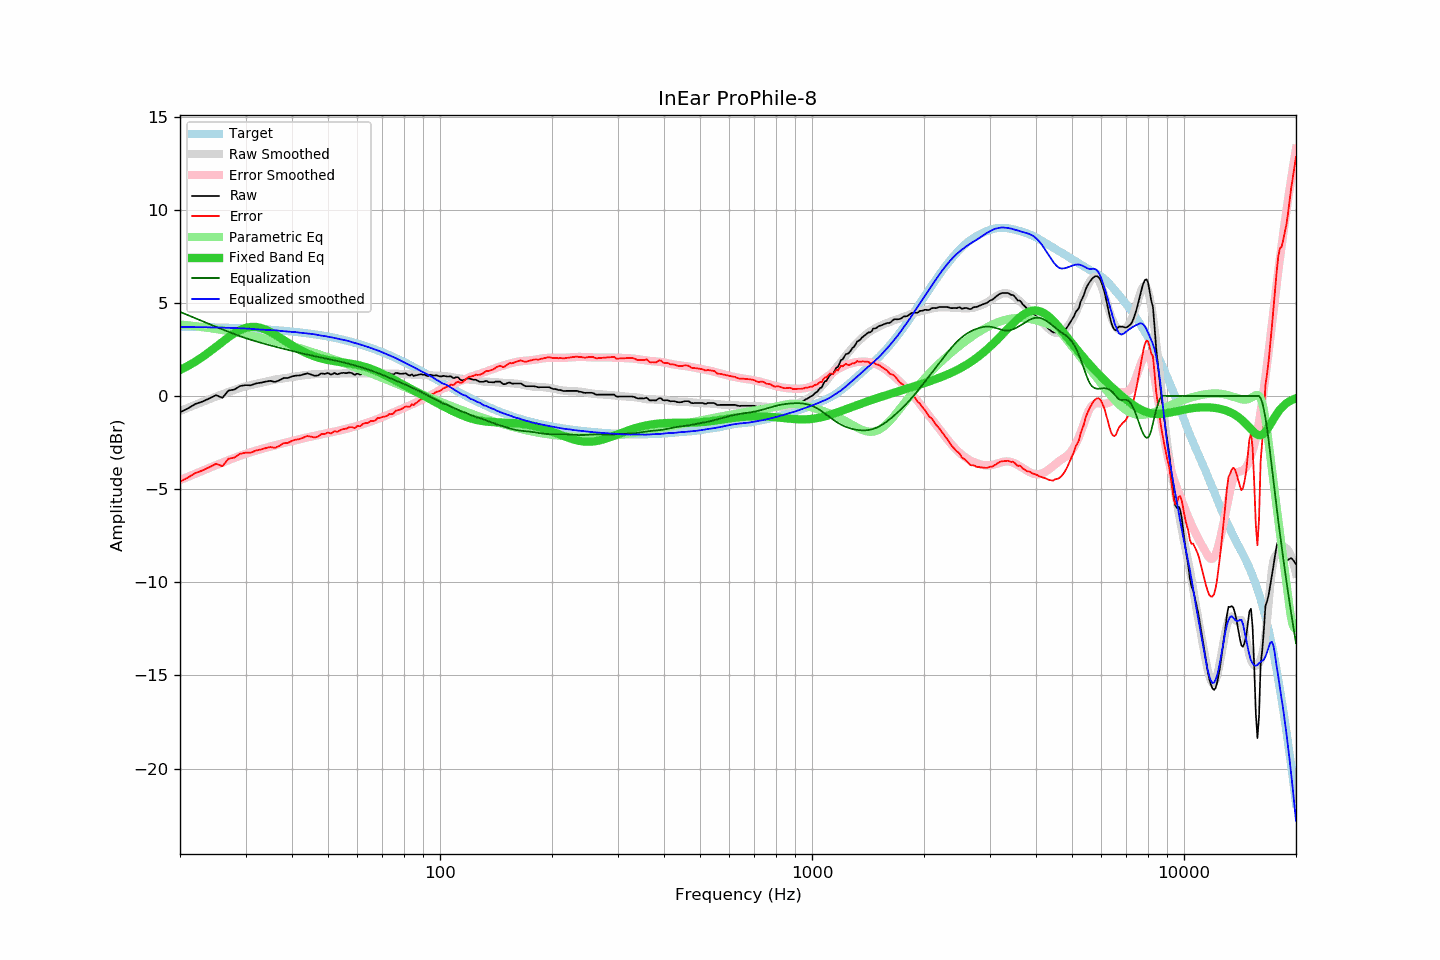 InEar ProPhile-8
15
10
5
0
−5
−10
−15
−20
Amplitude (dBr)
Target
Raw Smoothed
Error Smoothed
Raw
Error
Parametric Eq
Fixed Band Eq
Equalization
Equalized smoothed
100
1000
10000
Frequency (Hz)